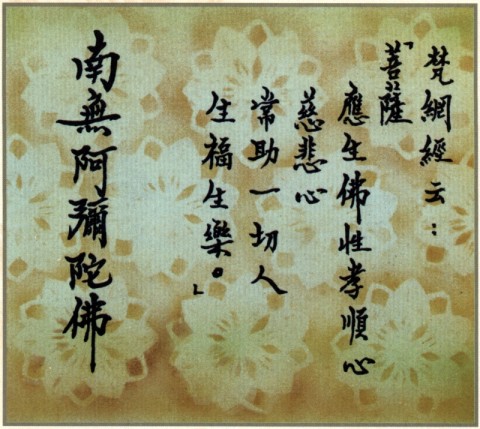 梵網經云：
「菩薩
應生佛性孝順心
慈悲心
常助一切人
生福生樂。」
南無阿彌陀佛